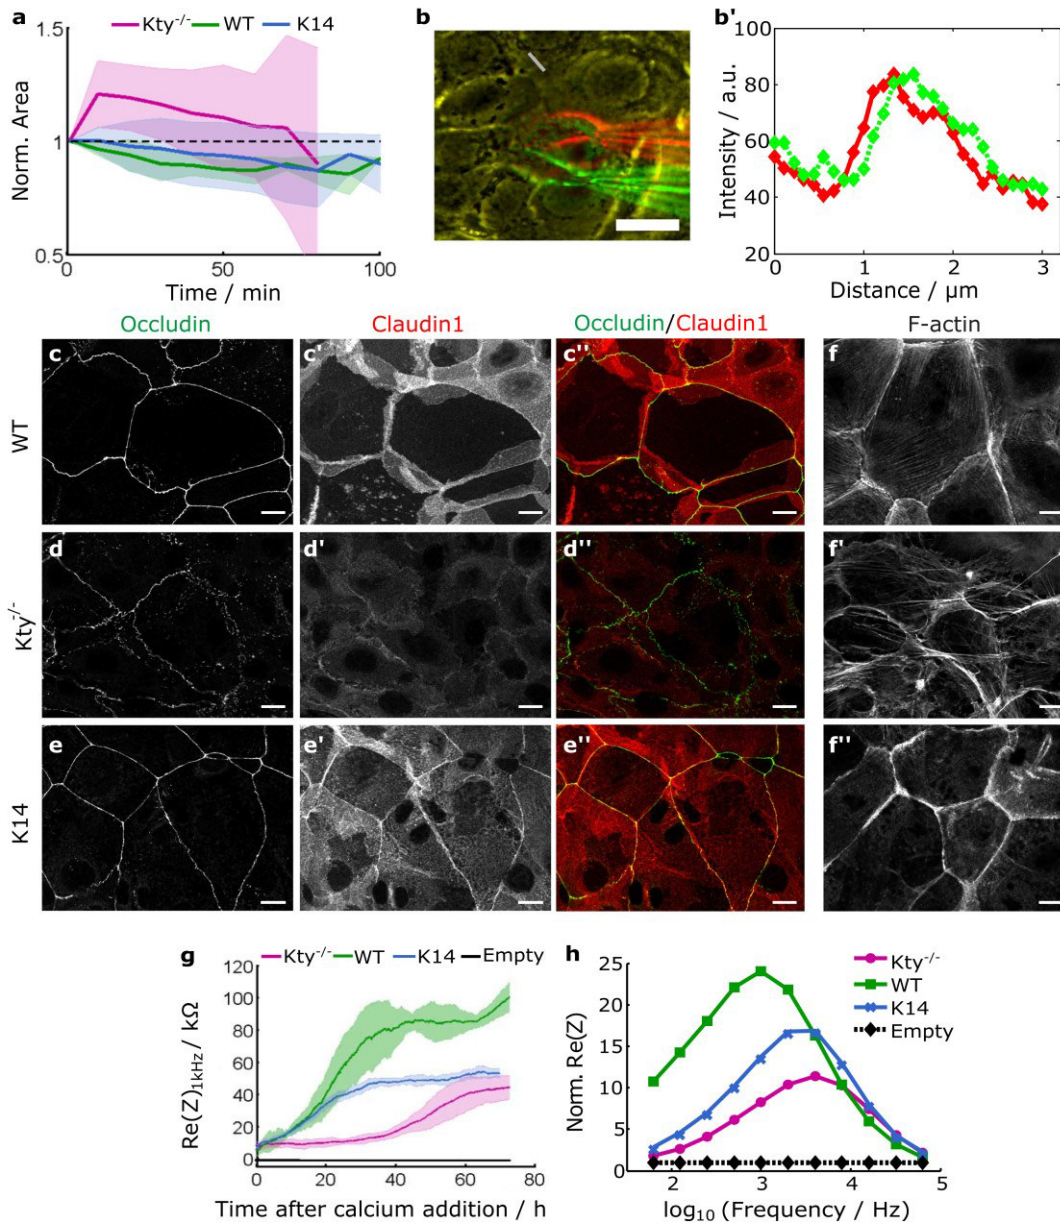 a
Kty-/- WT K14
1.5
1
0.5
Norm. Area
0 50 100
Time / min
b
b'
100
80
60
40
20
Intensity / a.u.
0 1 2 3
Distance / µm
Occludin Claudin1 Occludin/Claudin1 F-actin
WT
c c' c'' f
Kty-/-
d d' d'' f'
K14
e e' e'' f''
g
Kty-/- WT K14 Empty
120
100
80
60
40
20
0
Re(Z)1kHz / kΩ
0 20 40 60 80
Time after calcium addition / h
h
Kty-/-
WT
K14
Empty
25
20
15
10
5
0
Norm. Re(Z)
2 3 4 5
log10 (Frequency / Hz)